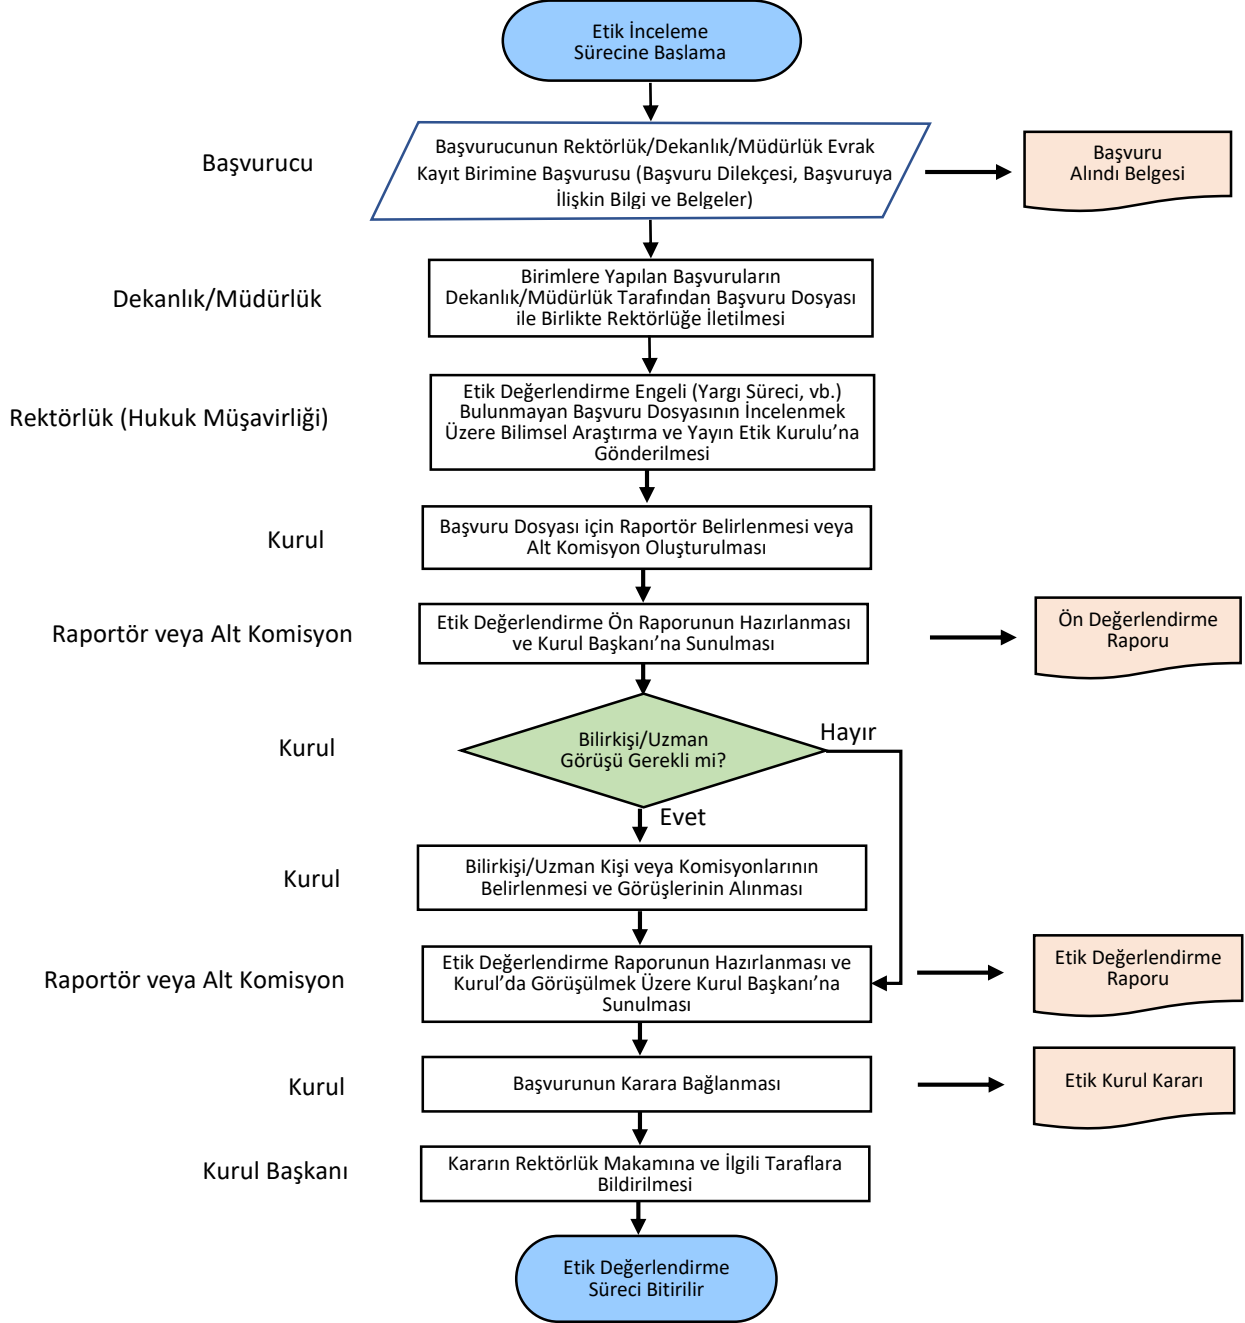 Etik İnceleme
Sürecine Başlama
Başvurucu
Başvurucunun Rektörlük/Dekanlık/Müdürlük Evrak
Kayıt Birimine Başvurusu (Başvuru Dilekçesi, Başvuruya
İlişkin Bilgi ve Belgeler)
Başvuru
Alındı Belgesi
Dekanlık/Müdürlük
Birimlere Yapılan Başvuruların
Dekanlık/Müdürlük Tarafından Başvuru Dosyası
ile Birlikte Rektörlüğe İletilmesi
Rektörlük (Hukuk Müşavirliği)
Etik Değerlendirme Engeli (Yargı Süreci, vb.)
Bulunmayan Başvuru Dosyasının İncelenmek
Üzere Bilimsel Araştırma ve Yayın Etik Kurulu’na
Gönderilmesi
Kurul
Başvuru Dosyası için Raportör Belirlenmesi veya
Alt Komisyon Oluşturulması
Raportör veya Alt Komisyon
Etik Değerlendirme Ön Raporunun Hazırlanması
ve Kurul Başkanı’na Sunulması
Ön Değerlendirme
Raporu
Kurul
Bilirkişi/Uzman
Görüşü Gerekli mi?
Hayır
Evet
Kurul
Bilirkişi/Uzman Kişi veya Komisyonlarının
Belirlenmesi ve Görüşlerinin Alınması
Raportör veya Alt Komisyon
Etik Değerlendirme Raporunun Hazırlanması ve
Kurul’da Görüşülmek Üzere Kurul Başkanı’na
Sunulması
Etik Değerlendirme
Raporu
Kurul
Başvurunun Karara Bağlanması
Etik Kurul Kararı
Kurul Başkanı
Kararın Rektörlük Makamına ve İlgili Taraflara
Bildirilmesi
Etik Değerlendirme
Süreci Bitirilir